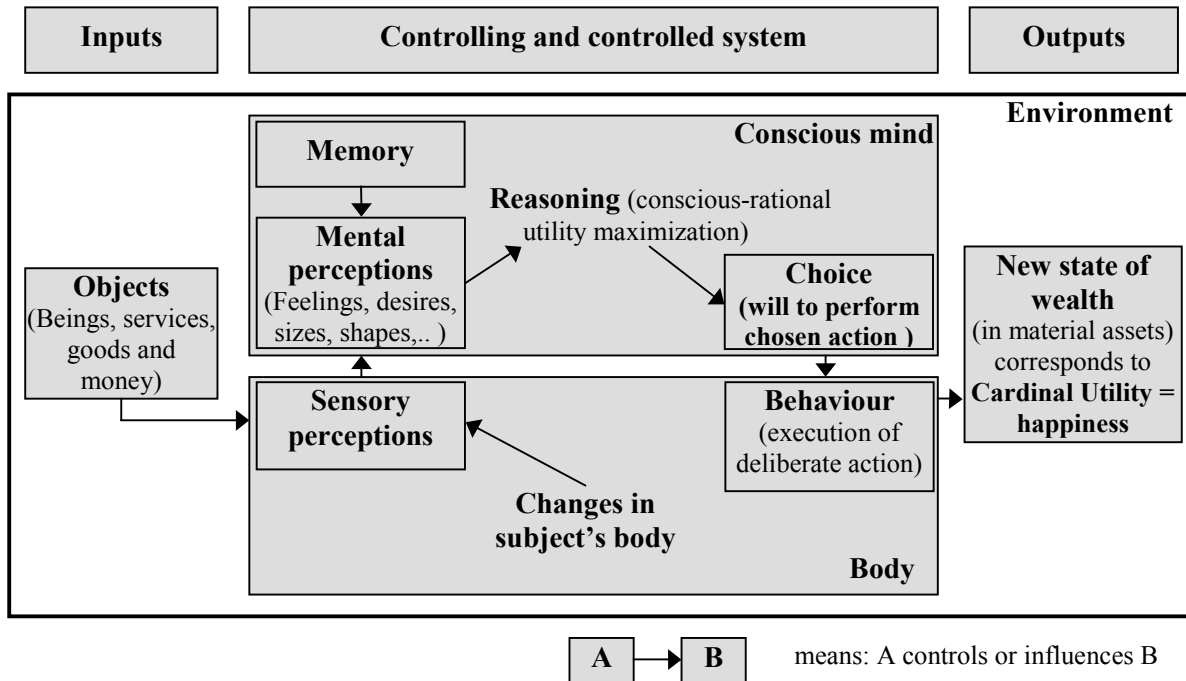 Inputs
Controlling and controlled system
Outputs
Environment
Conscious mind
Memory
Reasoning (conscious-rational
utility maximization)
Mental
perceptions
(Feelings, desires,
sizes, shapes,.. )
Choice
(will to perform
chosen action )
Objects
(Beings, services,
goods and
money)
New state of
wealth
(in material assets)
corresponds to
Cardinal Utility =
happiness
Sensory
perceptions
Behaviour
(execution of
deliberate action)
Changes in
subject's body
Body
A
B
means: A controls or influences B